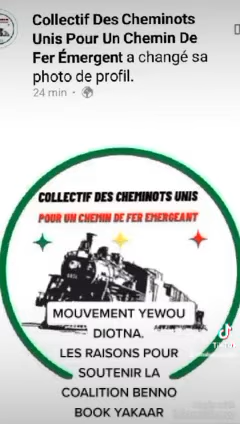 Collectif Des Cheminots
Unis Pour Un Chemin De
Fer Émergent a changé sa
photo de profil.
24 min
COLLECTIF DES CHEMINOTS UNIS
POUR UN CHEMIN DE FER EMERGEANT
MOUVEMENT YEWOU
DIOTNA.
LES RAISONS POUR
SOUTENIR LA
COALITION BENNO
BOOK YAKAAR